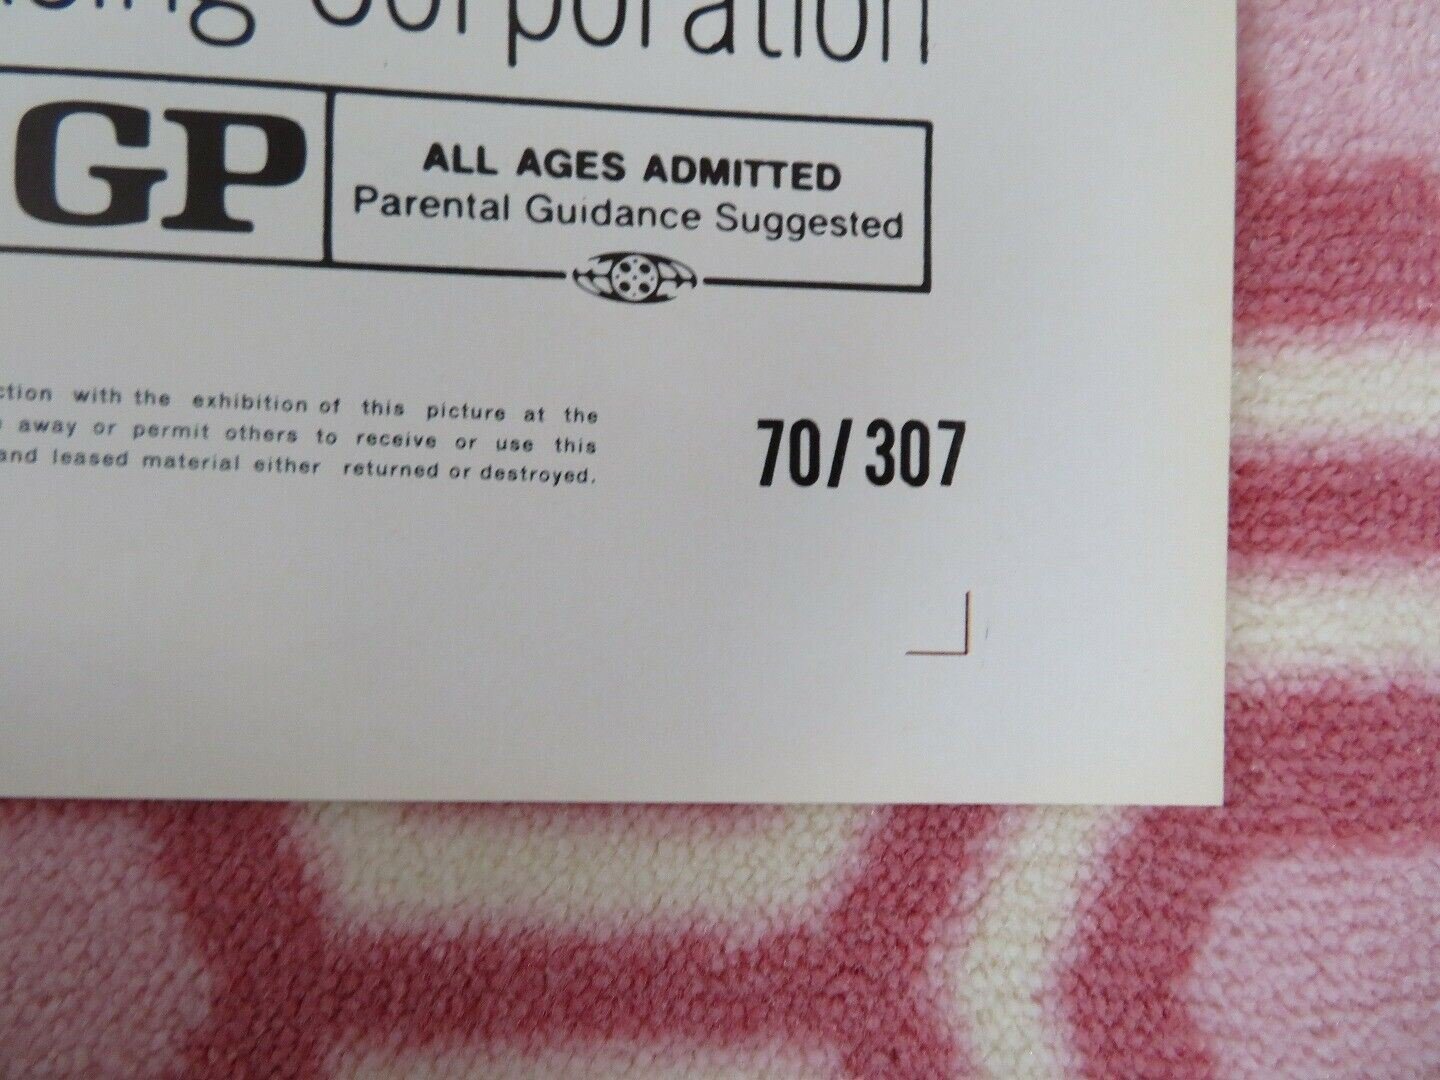 Corporation
GP
ALL AGES ADMITTED
Parental Guidance Suggested
with the exhibition of this picture at the
away or permit others to receive or use this
and leased material either returned or destroyed.
70/307